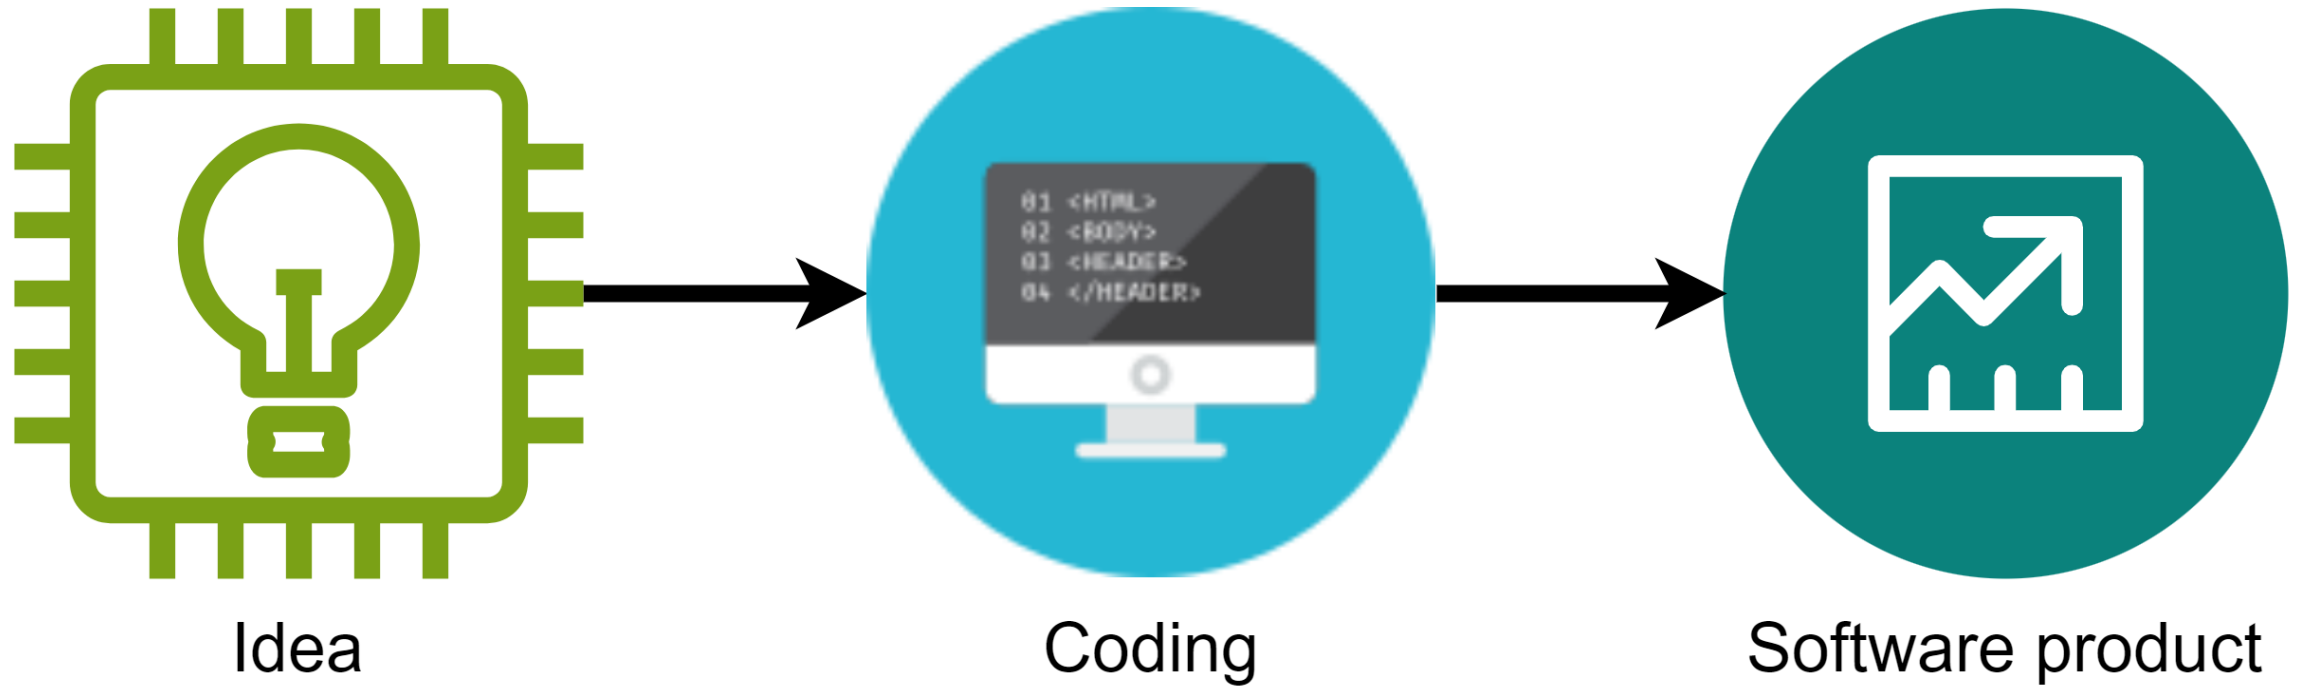 01 <HTML>
02 <BODY>
03 <HEADER>
04 </HEADER>
Idea
Coding
Software product